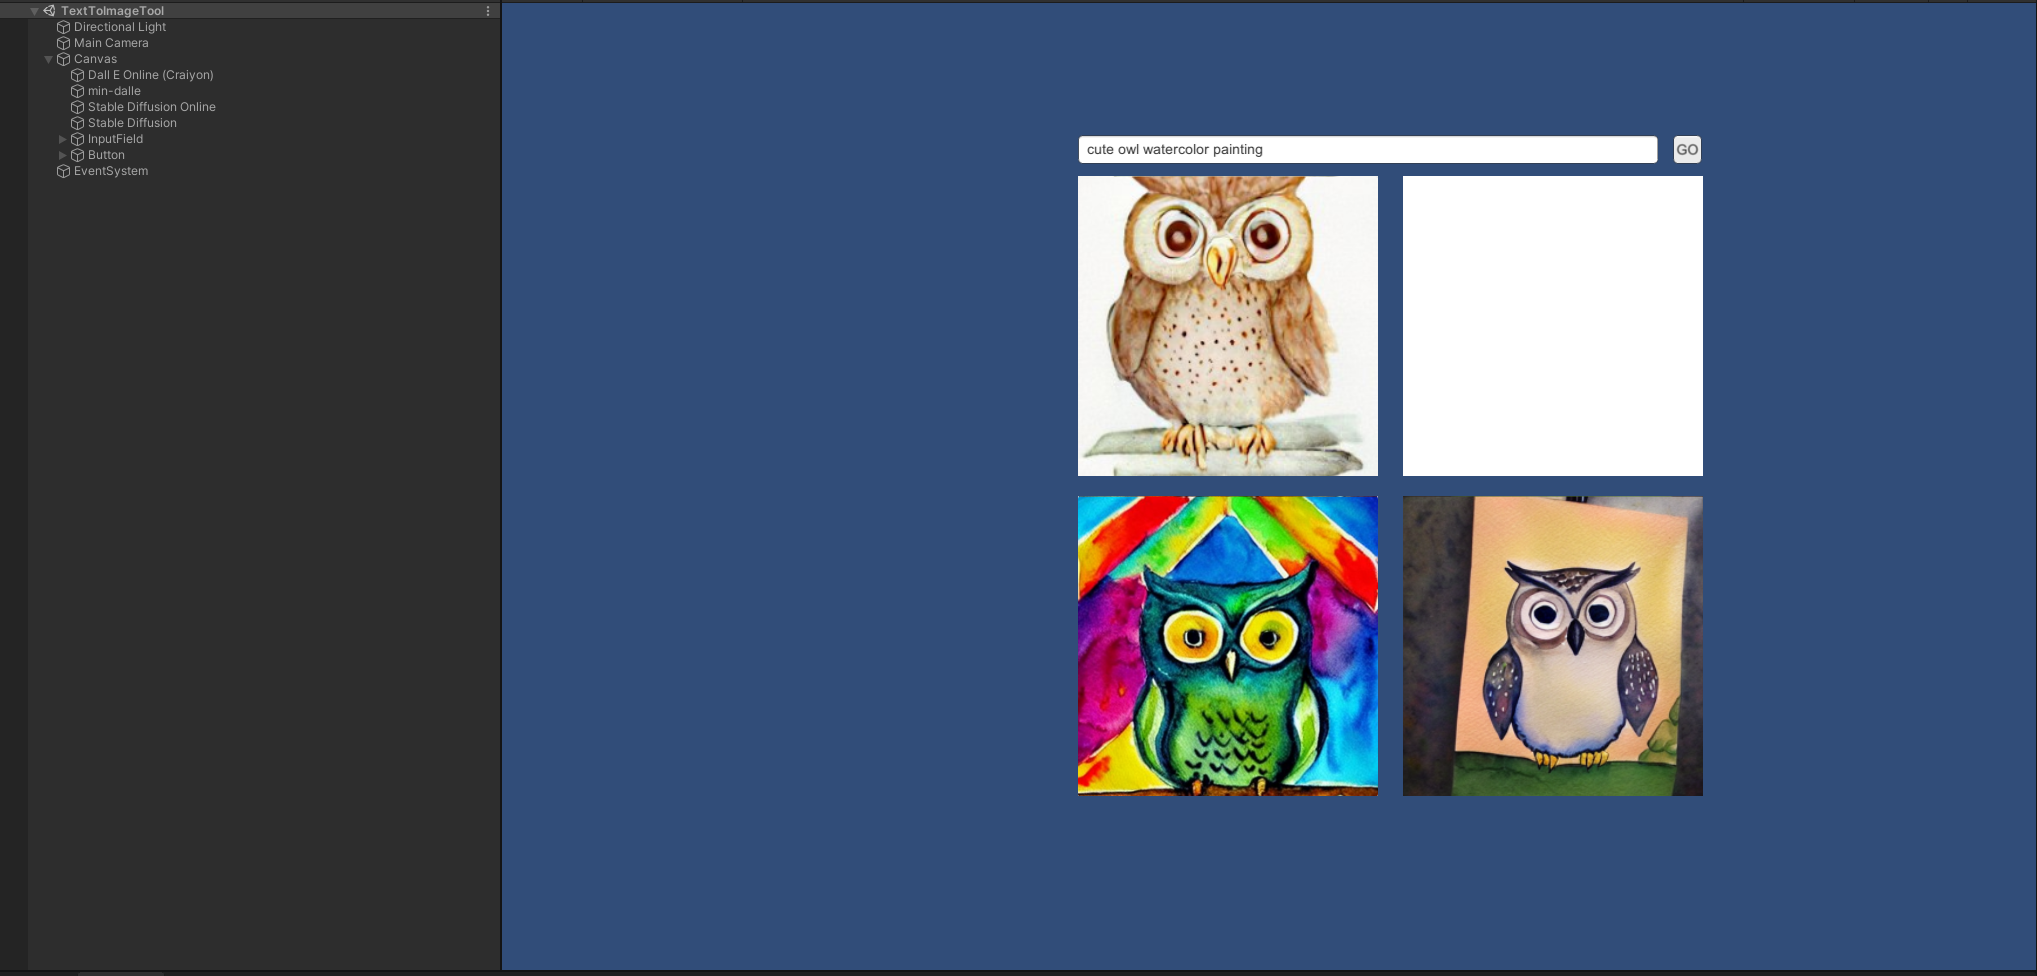 TextToImageTool
Directional Light
Main Camera
Canvas
Dall E Online (Craiyon)
min-dalle
Stable Diffusion Online
Stable Diffusion
InputField
Button
EventSystem
cute owl watercolor painting
GO